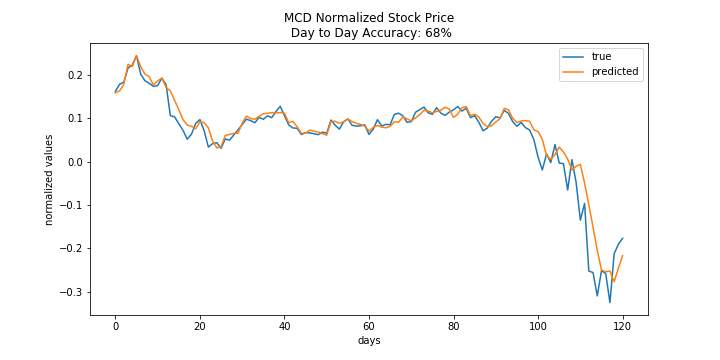 MCD Normalized Stock Price
Day to Day Accuracy: 68%
true
predicted
normalized values
0.2
0.1
0.0
−0.1
−0.2
−0.3
0
20
40
60
80
100
120
days